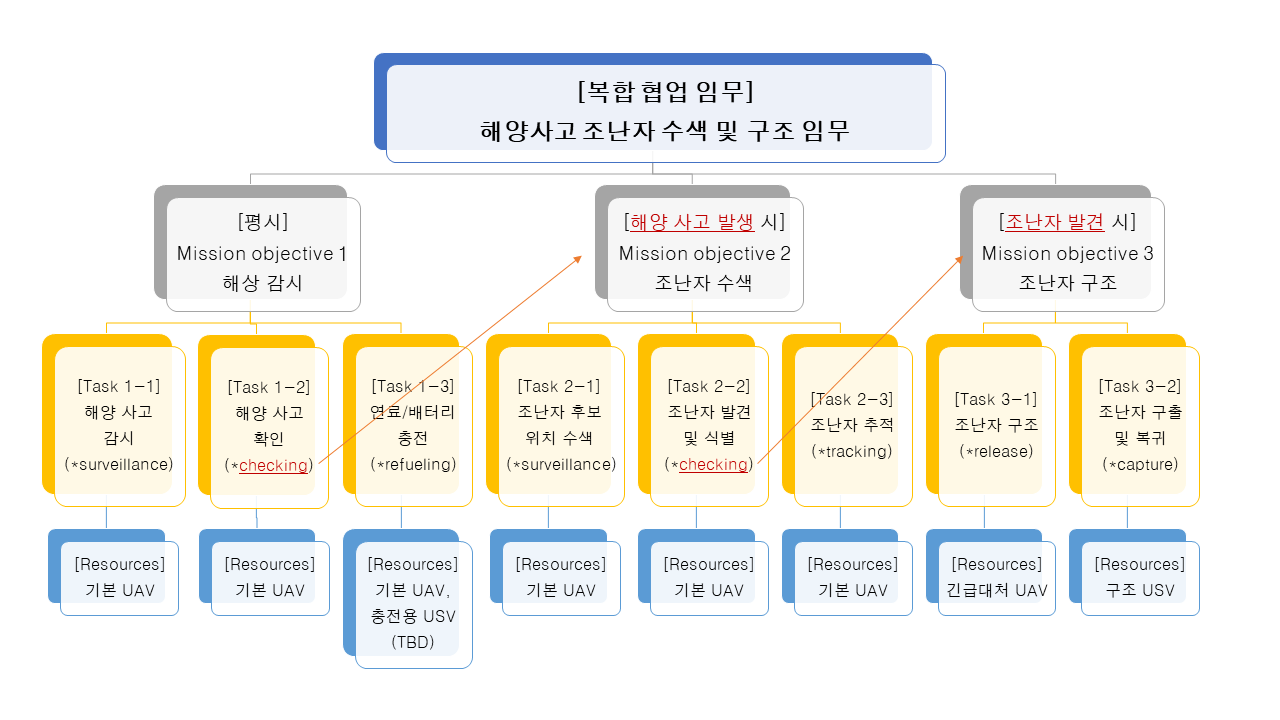 [복합 협업 임무]
해양사고 조난자 수색 및 구조 임무
[평시]
Mission objective 1
해상 감시
[해양 사고 발생 시]
Mission objective 2
조난자 수색
[조난자 발견 시]
Mission objective 3
조난자 구조
[Task 1-1]
해양 사고
감시
(*surveillance)
[Task 1-2]
해양 사고
확인
(*checking)
[Task 1-3]
연료/배터리
충전
(*refueling)
[Task 2-1]
조난자 후보
위치 수색
(*surveillance)
[Task 2-2]
조난자 발견
및 식별
(*checking)
[Task 2-3]
조난자 추적
(*tracking)
[Task 3-1]
조난자 구조
(*release)
[Task 3-2]
조난자 구출
및 복귀
(*capture)
[Resources]
기본 UAV
[Resources]
기본 UAV
[Resources]
기본 UAV,
충전용 USV
(TBD)
[Resources]
기본 UAV
[Resources]
기본 UAV
[Resources]
기본 UAV
[Resources]
긴급대처 UAV
[Resources]
구조 USV